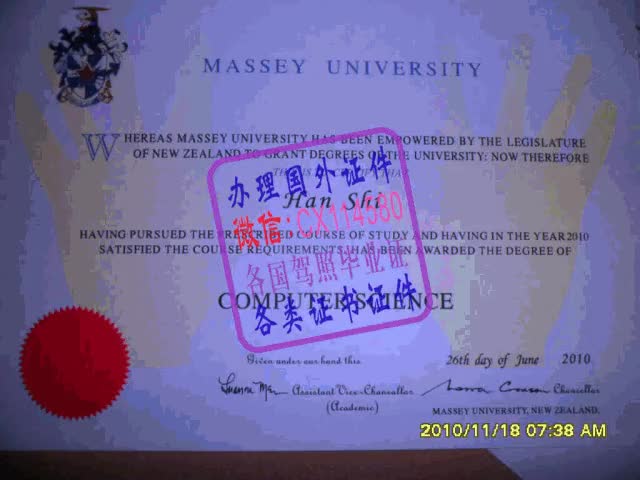 MASSEY UNIVERSITY
WHEREAS MASSEY UNIVERSITY HAS BEEN EMPOWERED BY THE LEGISLATURE
OF NEW ZEALAND TO GRANT DEGREES OF THE UNIVERSITY: NOW THEREFORE
THIS IS TO CERTIFY THAT
办理国外证件
Han Shi
微信:CX114580
HAVING PURSUED THE PRESCRIBED COURSE OF STUDY AND HAVING IN THE YEAR 2010
SATISFIED THE COURSE REQUIREMENTS, HAS BEEN AWARDED THE DEGREE OF
各国驾照毕业证
COMPUTER SCIENCE
各类证书证件
Given under our hand this 26th day of June 2010
Assistant Vice-Chancellor Chancellor
(Academic)
MASSEY UNIVERSITY, NEW ZEALAND.
2010/11/18 07:38 AM